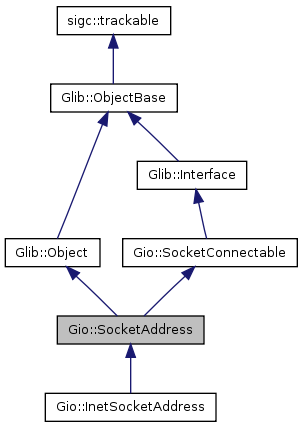 sigc::trackable
Glib::ObjectBase
Glib::Interface
Glib::Object
Gio::SocketConnectable
Gio::SocketAddress
Gio::InetSocketAddress